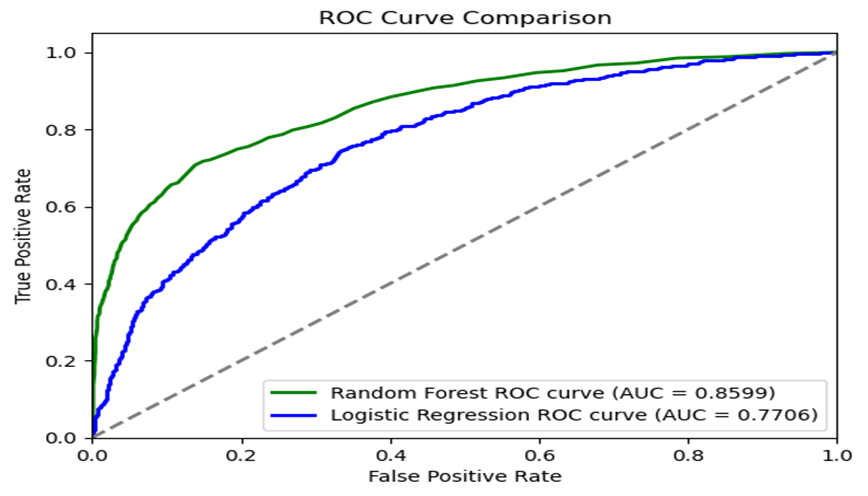 ROC Curve Comparison
True Positive Rate
1.0
0.8
0.6
0.4
0.2
0.0
Random Forest ROC curve (AUC = 0.8599)
Logistic Regression ROC curve (AUC = 0.7706)
0.0 0.2 0.4 0.6 0.8 1.0
False Positive Rate